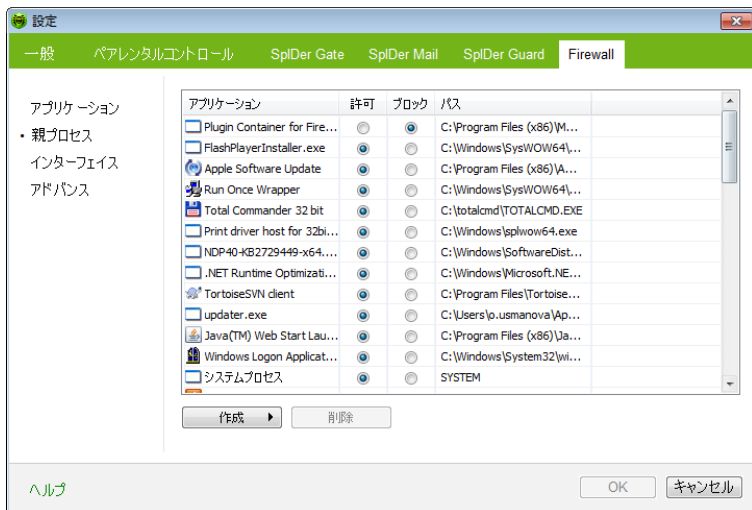 設定
一般 ペアレンタルコントロール SpIDer Gate SpIDer Mail SpIDer Guard Firewall
アプリケーション
・親プロセス
インターフェイス
アドバンス
アプリケーション 許可 ブロック パス
Plugin Container for Fire... C:\Program Files (x86)\M...
FlashPlayerInstaller.exe C:\Windows\SysWOW64\...
Apple Software Update C:\Program Files (x86)\A...
Run Once Wrapper C:\Windows\SysWOW64\...
Total Commander 32 bit C:\totalcmd\TOTALCMD.EXE
Print driver host for 32bi... C:\Windows\splwow64.exe
NDP40-KB2729449-x64.... C:\Windows\SoftwareDist...
.NET Runtime Optimizati... C:\Windows\Microsoft.NE...
TortoiseSVN client C:\Program Files\Tortoise...
updater.exe C:\Users\o.usmanova\Ap...
Java(TM) Web Start Lau... C:\Program Files (x86)\Ja...
Windows Logon Applicat... C:\Windows\System32\wi...
システムプロセス SYSTEM
作成 削除
ヘルプ OK キャンセル